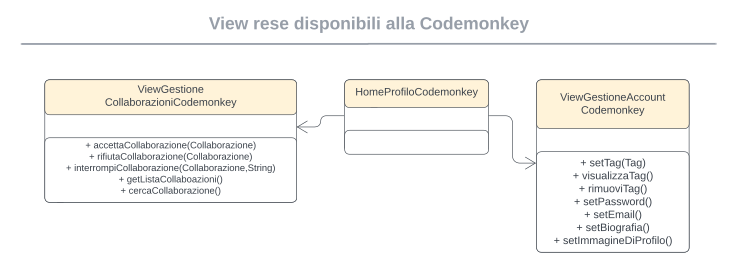 View rese disponibili alla Codemonkey
ViewGestione
CollaborazioniCodemonkey
+ accettaCollaborazione(Collaborazione)
+ rifiutaCollaborazione(Collaborazione)
+ interrompiCollaborazione(Collaborazione,String)
+ getListaCollaboazioni()
+ cercaCollaborazione()
HomeProfiloCodemonkey
ViewGestioneAccount
Codemonkey
+ setTag(Tag)
+ visualizzaTag()
+ rimuoviTag()
+ setPassword()
+ setEmail()
+ setBiografia()
+ setImmagineDiProfilo()